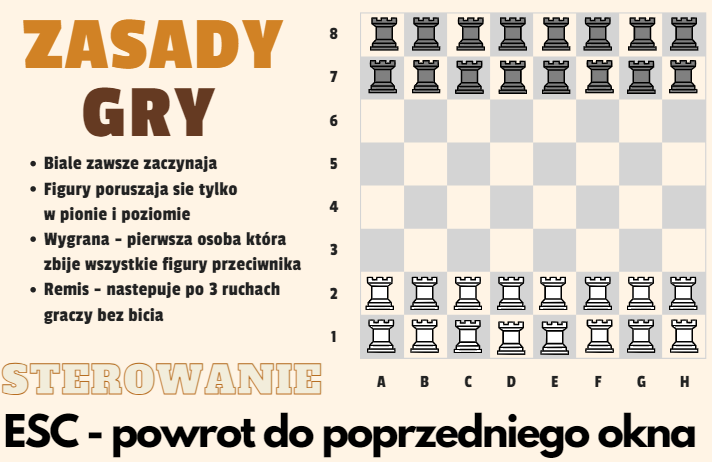 ZASADY
GRY
• Biale zawsze zaczynaja
• Figury poruszaja sie tylko
w pionie i poziomie
• Wygrana - pierwsza osoba która
zbije wszystkie figury przeciwnika
• Remis - nastepuje po 3 ruchach
graczy bez bicia
8
7
6
5
4
3
2
1
A B C D E F G H
STEROWANIE
ESC - powrot do poprzedniego okna